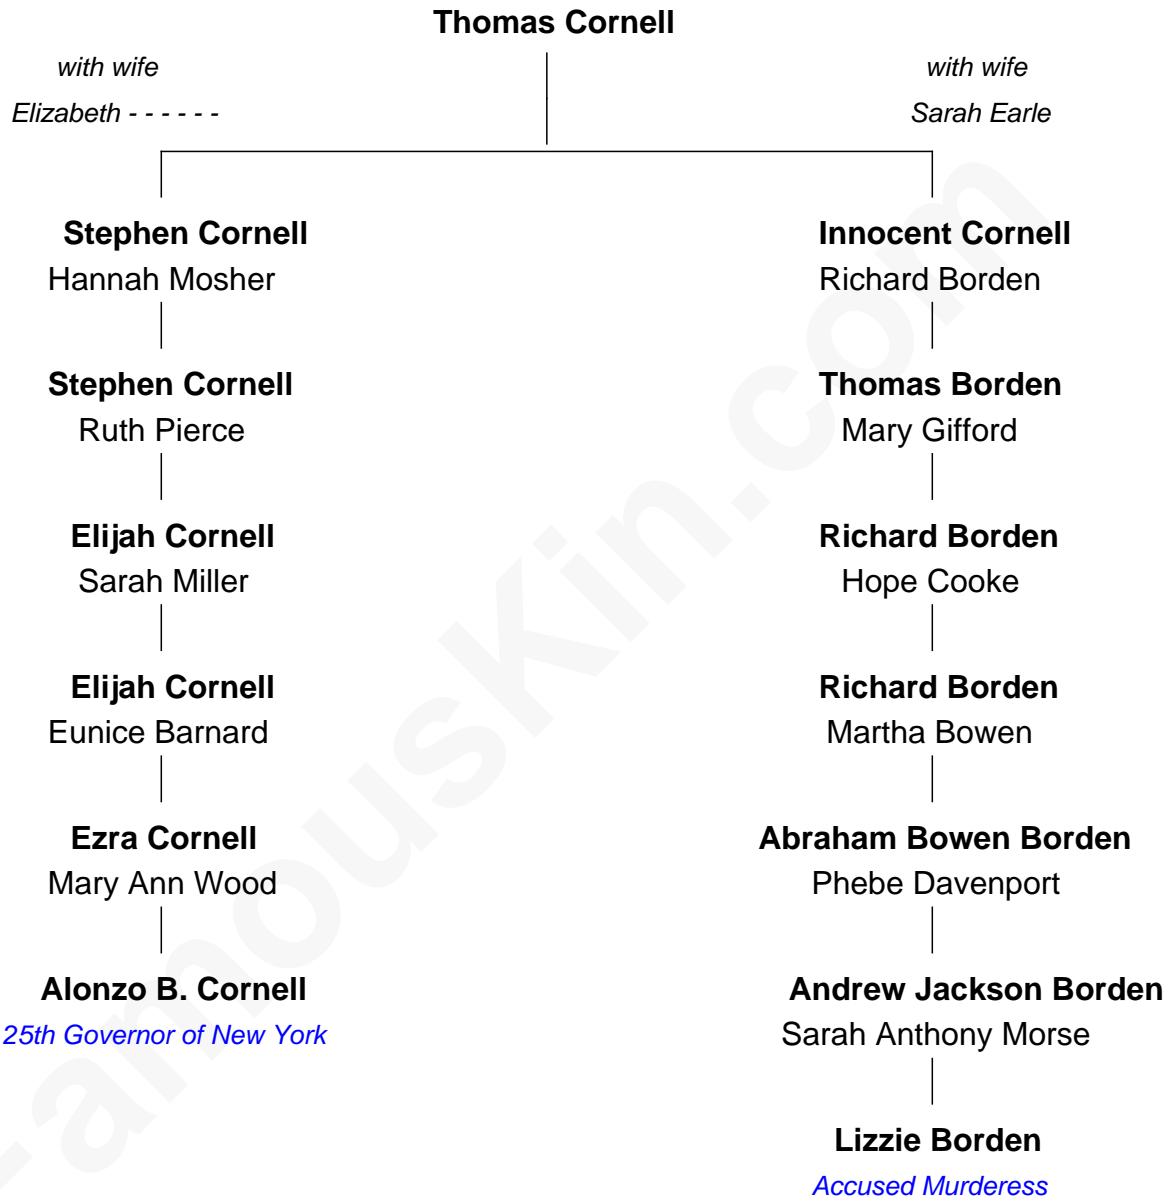 Thomas Cornell
with wife
Elizabeth - - - - - -
with wife
Sarah Earle
Stephen Cornell
Hannah Mosher
Innocent Cornell
Richard Borden
Stephen Cornell
Ruth Pierce
Thomas Borden
Mary Gifford
Elijah Cornell
Sarah Miller
Richard Borden
Hope Cooke
Elijah Cornell
Eunice Barnard
Richard Borden
Martha Bowen
Ezra Cornell
Mary Ann Wood
Abraham Bowen Borden
Phebe Davenport
Alonzo B. Cornell
25th Governor of New York
Andrew Jackson Borden
Sarah Anthony Morse
Lizzie Borden
Accused Murderess
FamousKin.com